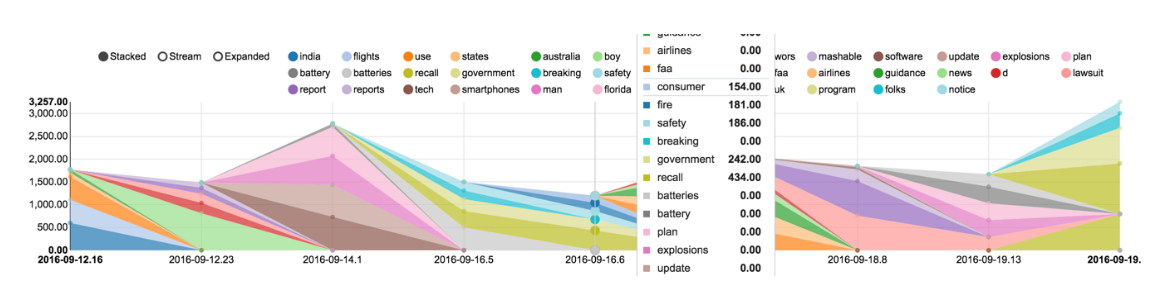 Stacked Stream Expanded india flights use states australia boy
battery batteries recall government breaking safety
report reports tech smartphones man florida
mashable software update explosions plan
faa airlines guidance news d lawsuit
uk program folks notice
3,257.00
3,000.00
2,500.00
2,000.00
1,500.00
1,000.00
500.00
0.00
2016-09-12.16 2016-09-12.23 2016-09-14.1 2016-09-16.5 2016-09-16.6 2016-09-18.8 2016-09-19.13 2016-09-19.
guidance 0.00
airlines 0.00
faa 0.00
consumer 154.00
fire 181.00
safety 186.00
breaking 0.00
government 242.00
recall 434.00
batteries 0.00
battery 0.00
plan 0.00
explosions 0.00
update 0.00